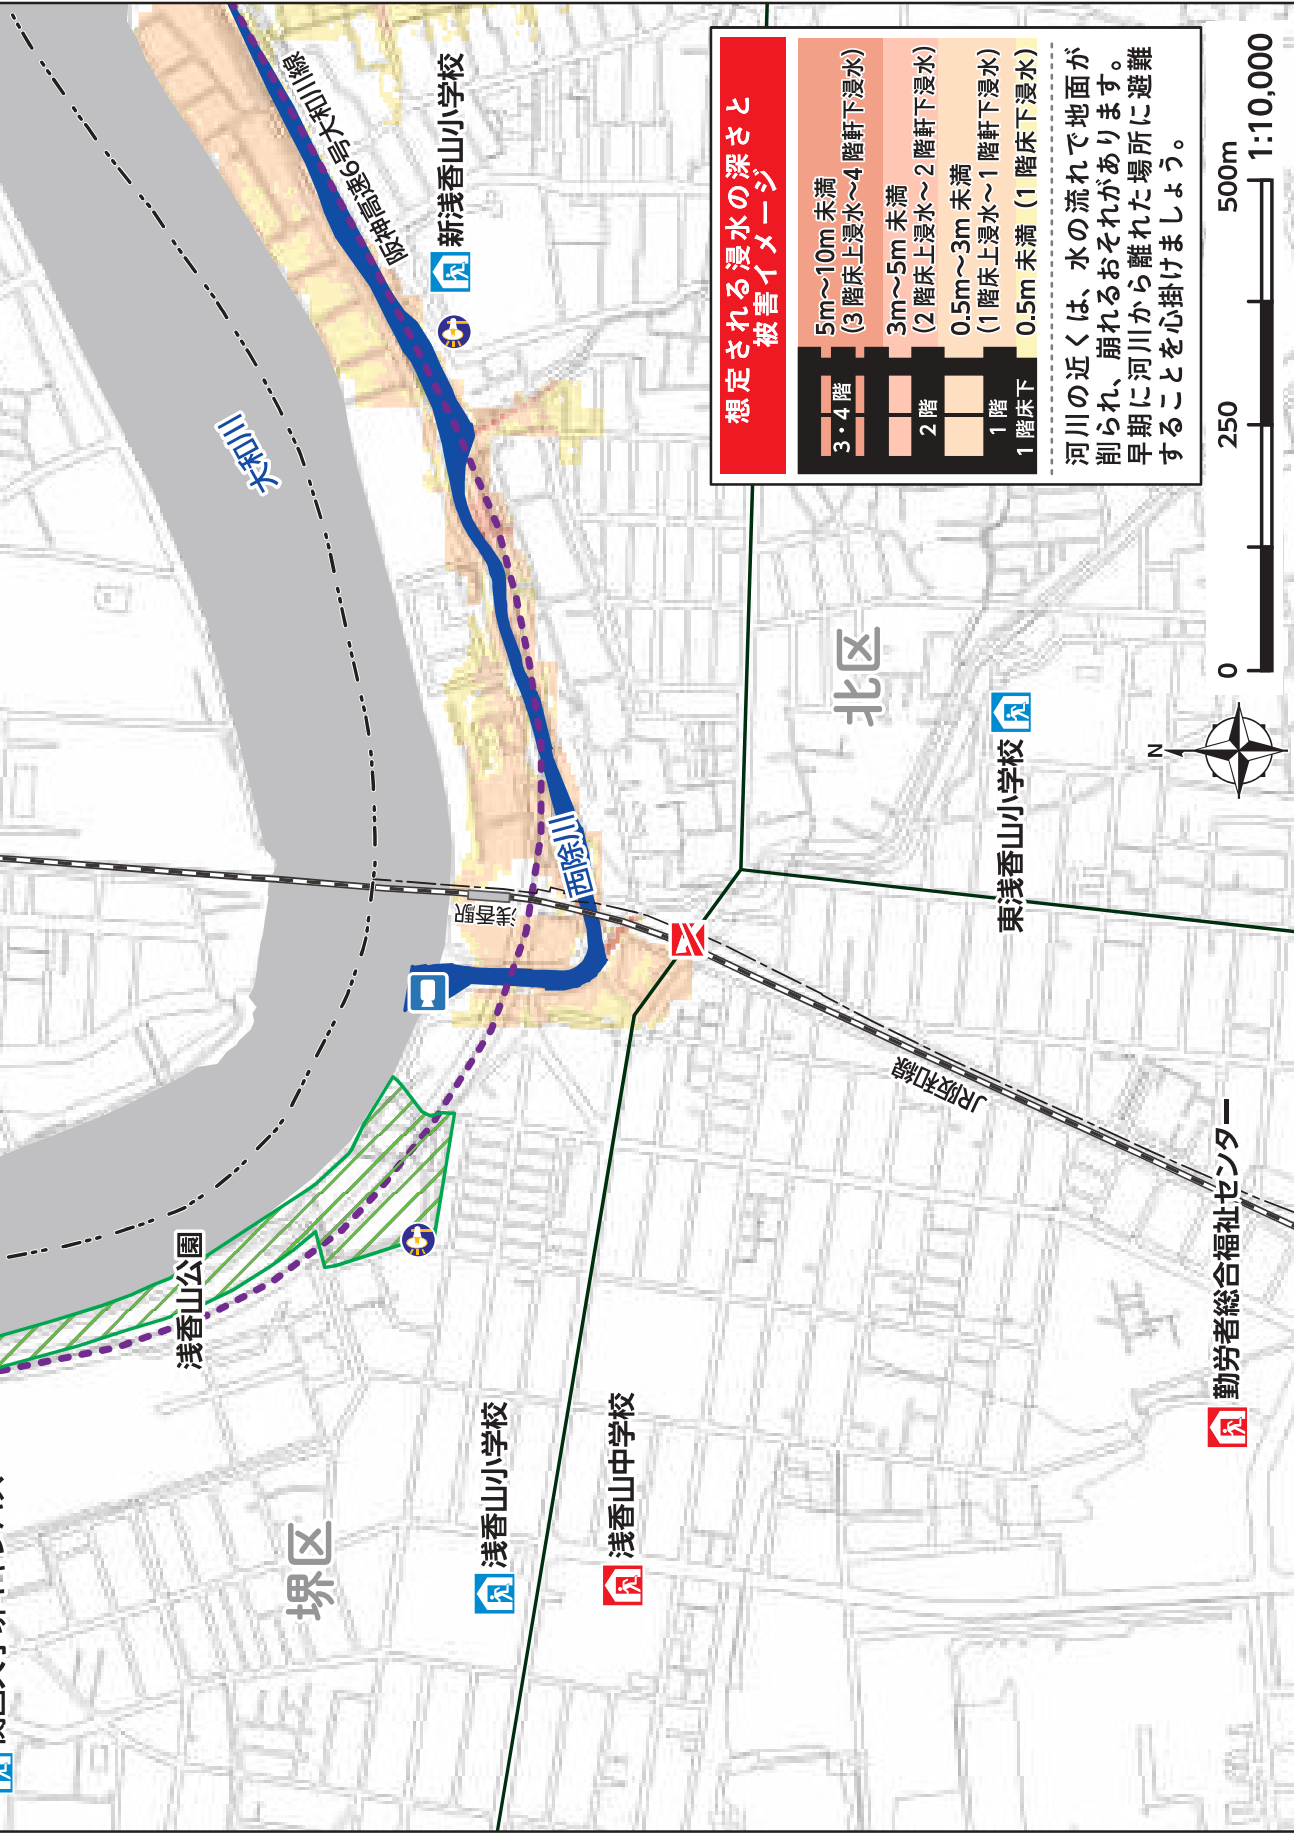 阪神高速6号大和川線
新浅香山小学校
大和川
西除川
浅香駅
浅香山公園
堺区
浅香山小学校
浅香山中学校
北区
東浅香山小学校
JR阪和線
勤労者総合福祉センター
想定される浸水の深さと
被害イメージ
3・4階
5m〜10m 未満
(3 階床上浸水〜4 階軒下浸水)
2階
3m〜5m 未満
(2 階床上浸水〜2 階軒下浸水)
1階
0.5m〜3m 未満
(1 階床上浸水〜1 階軒下浸水)
1階床下
0.5m 未満 (1 階床下浸水)
河川の近くは、水の流れで地面が
削られ、崩れるおそれがあります。
早期に河川から離れた場所に避難
することを心掛けましょう。
N
0 250 500m
1:10,000